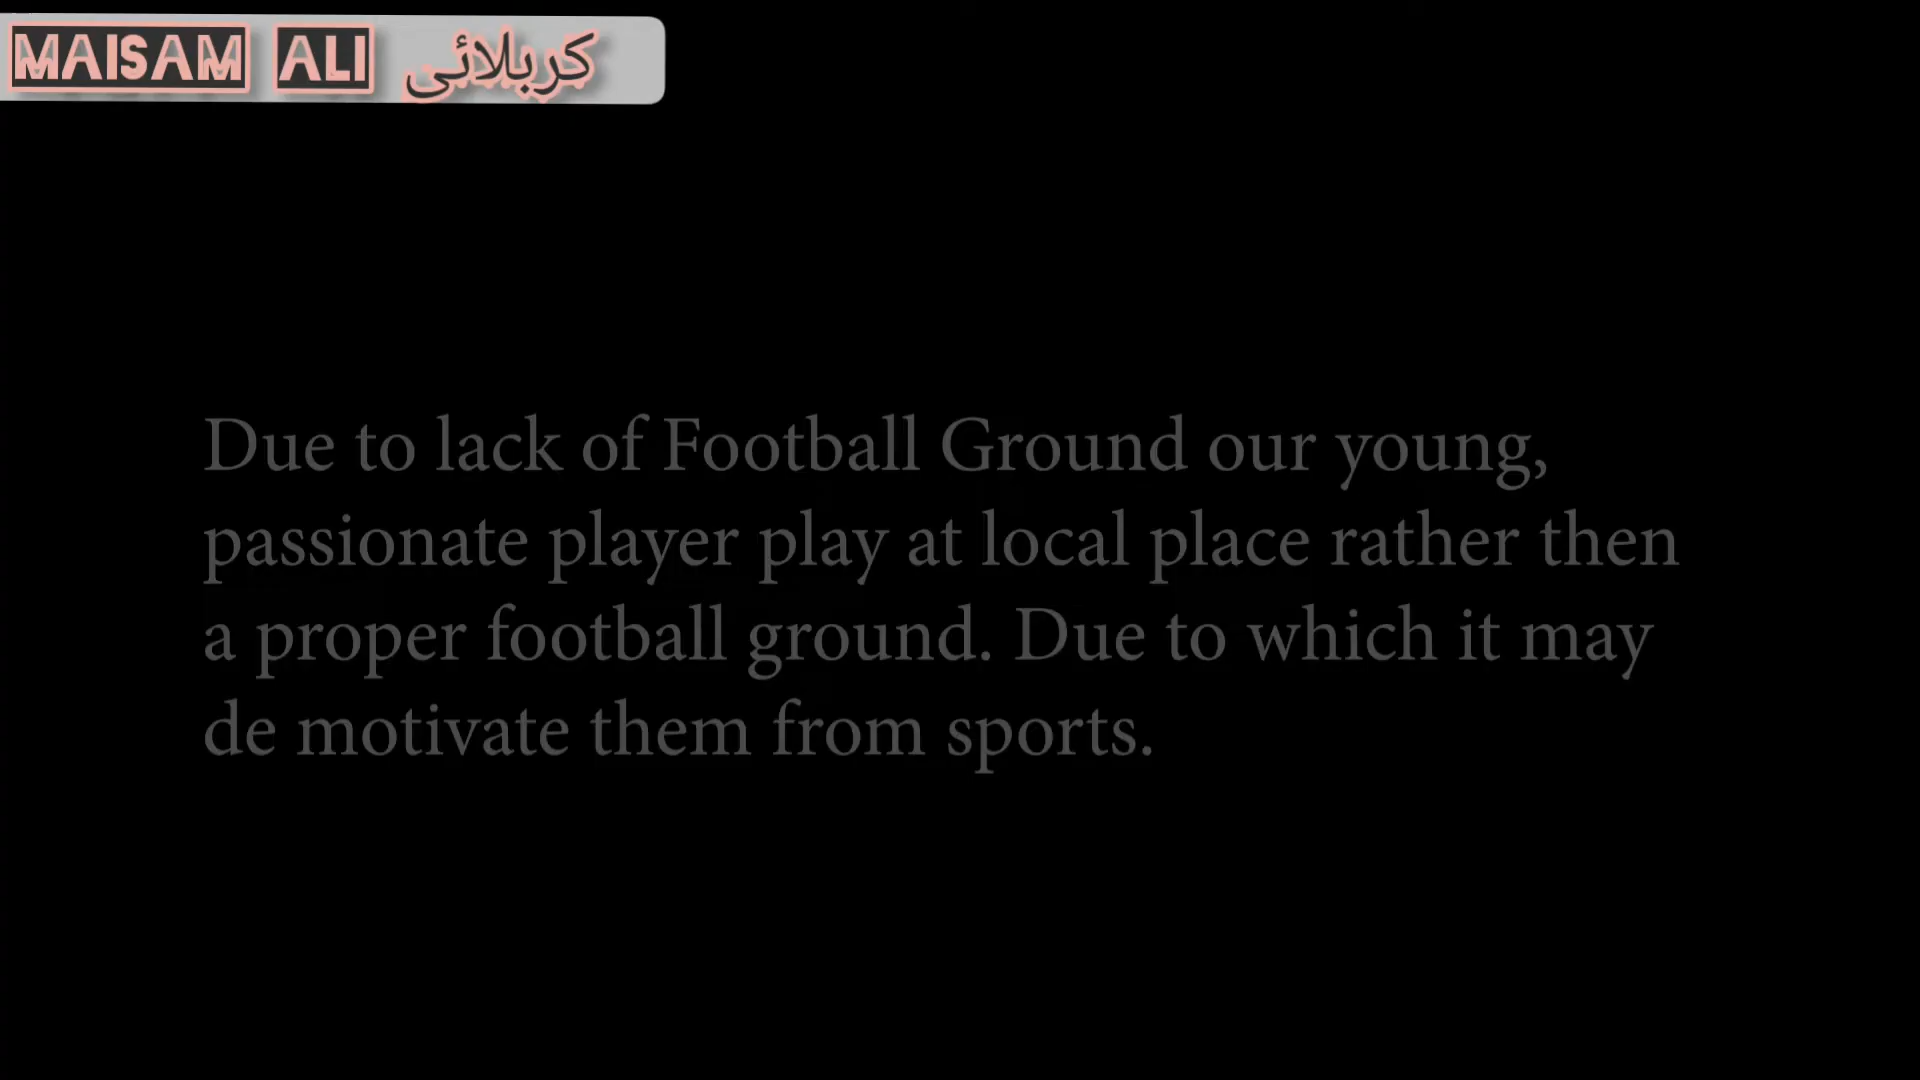 MAISAM ALI کربلائی
Due to lack of Football Ground our young,
passionate player play at local place rather then
a proper football ground. Due to which it may
de motivate them from sports.